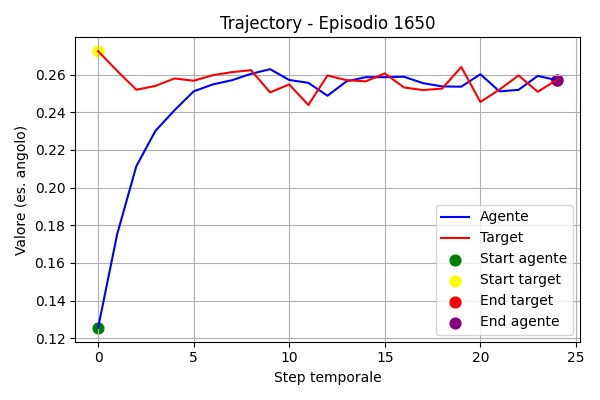 Trajectory - Episodio 1650
Valore (es. angolo)
0.26
0.24
0.22
0.20
0.18
0.16
0.14
0.12
0
5
10
15
20
25
Step temporale
Agente
Target
Start agente
Start target
End target
End agente